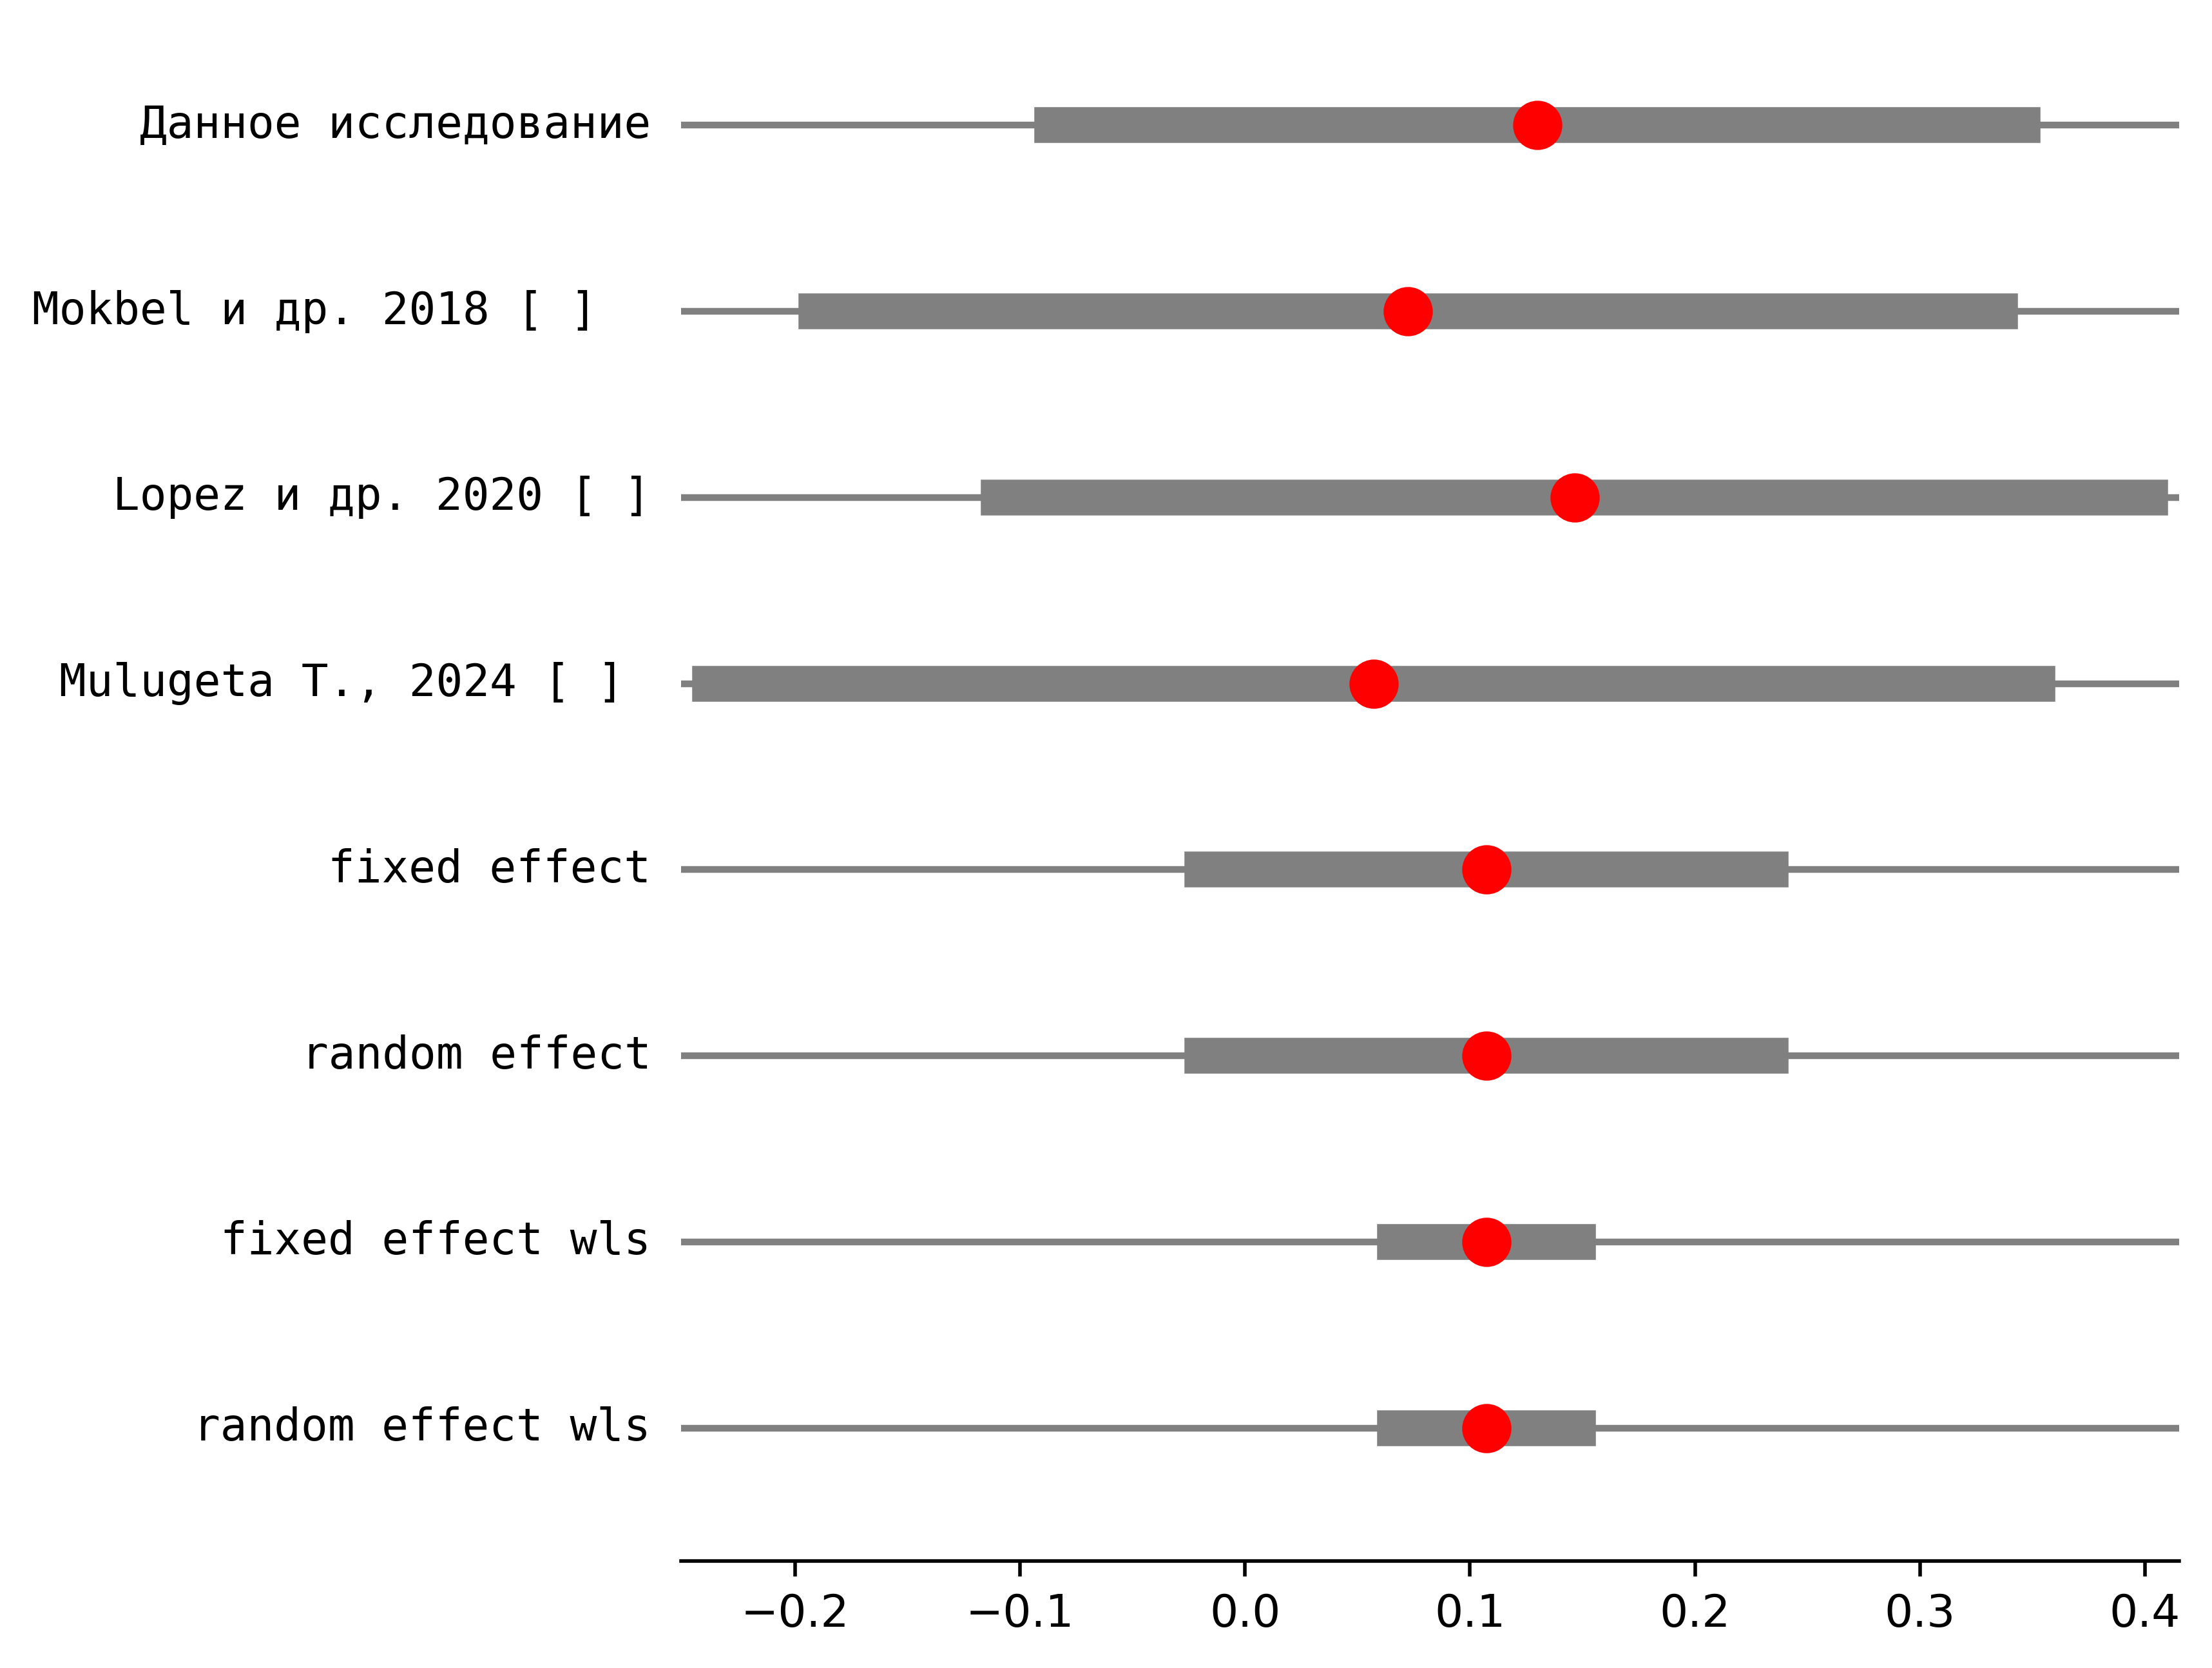 Данное исследование
Mokbel и др. 2018 [ ]
Lopez и др. 2020 [ ]
Mulugeta T., 2024 [ ]
fixed effect
random effect
fixed effect wls
random effect wls
−0.2 −0.1 0.0 0.1 0.2 0.3 0.4